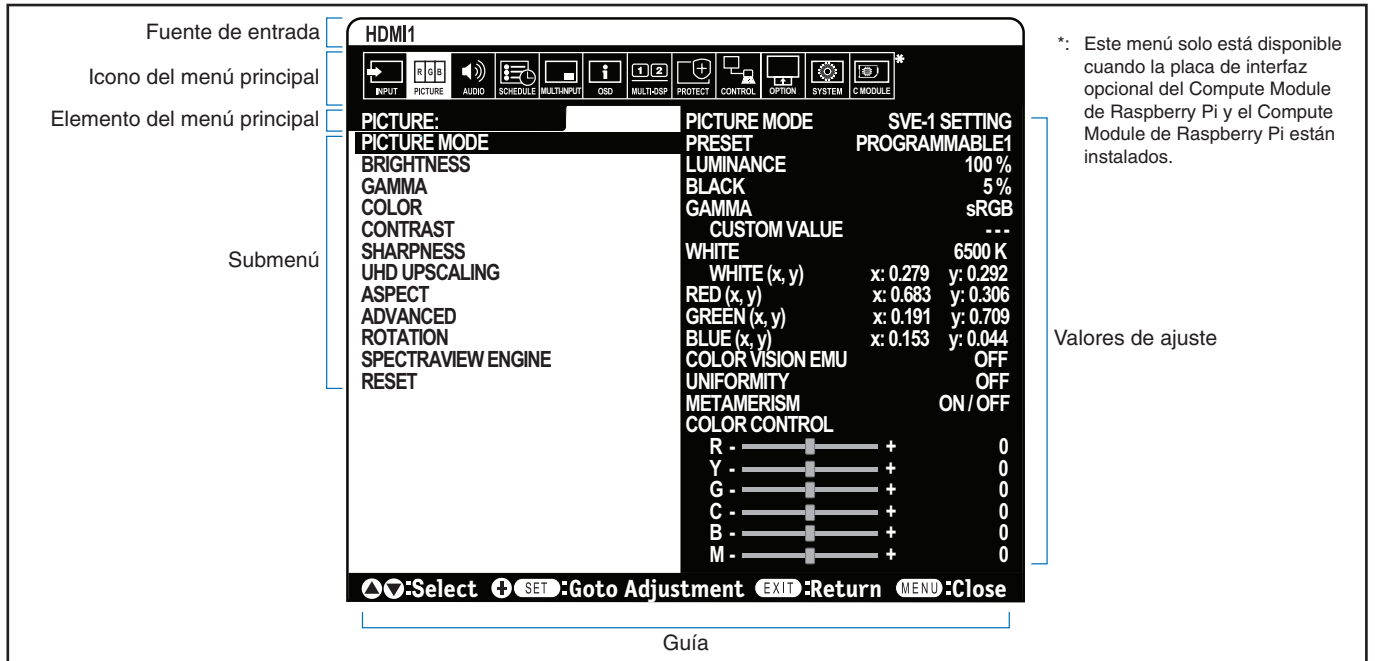 Fuente de entrada
HDMI1
Icono del menú principal
INPUT PICTURE AUDIO SCHEDULE MULTI-INPUT OSD MULTI-DSP PROTECT CONTROL OPTION SYSTEM C MODULE *
*: Este menú solo está disponible
cuando la placa de interfaz
opcional del Compute Module
de Raspberry Pi y el Compute
Module de Raspberry Pi están
instalados.
Elemento del menú principal
PICTURE:
Submenú
PICTURE MODE
BRIGHTNESS
GAMMA
COLOR
CONTRAST
SHARPNESS
UHD UPSCALING
ASPECT
ADVANCED
ROTATION
SPECTRAVIEW ENGINE
RESET
PICTURE MODE SVE-1 SETTING
PRESET PROGRAMMABLE1
LUMINANCE 100 %
BLACK 5 %
GAMMA sRGB
CUSTOM VALUE - - -
WHITE 6500 K
WHITE (x, y) x: 0.279 y: 0.292
RED (x, y) x: 0.683 y: 0.306
GREEN (x, y) x: 0.191 y: 0.709
BLUE (x, y) x: 0.153 y: 0.044
COLOR VISION EMU OFF
UNIFORMITY OFF
METAMERISM ON / OFF
COLOR CONTROL
R - + 0
Y - + 0
G - + 0
C - + 0
B - + 0
M - + 0
Valores de ajuste
:Select SET :Goto Adjustment EXIT :Return MENU :Close
Guía